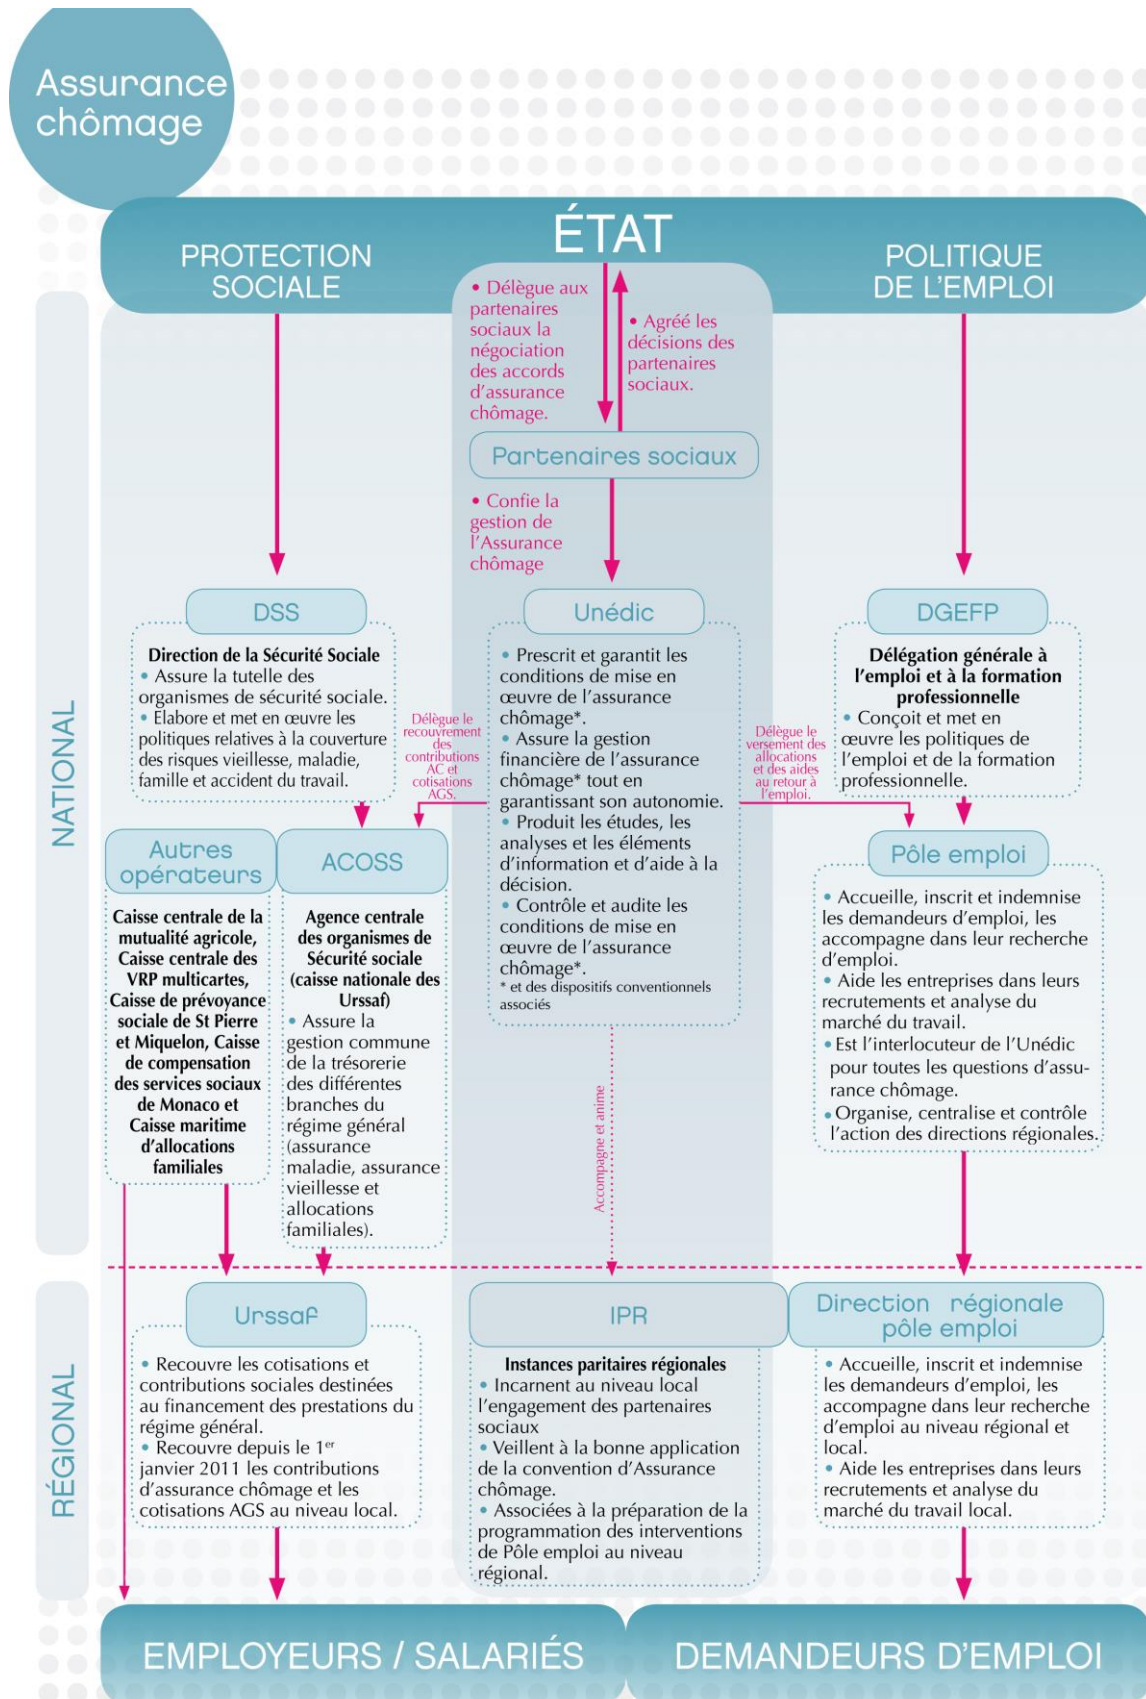 Assurance
chômage
ÉTAT
PROTECTION
SOCIALE
POLITIQUE
DE L'EMPLOI
• Délègue aux
partenaires
sociaux la
négociation
des accords
d'assurance
chômage.
• Agréé les
décisions des
partenaires
sociaux.
Partenaires sociaux
• Confie la
gestion de
l'Assurance
chômage
NATIONAL
DSS
Direction de la Sécurité Sociale
• Assure la tutelle des
organismes de sécurité sociale.
• Elabore et met en œuvre les
politiques relatives à la couverture
des risques vieillesse, maladie,
famille et accident du travail.
Délègue le
recouvrement
des
contributions
AC et
cotisations
AGS.
Unédic
• Prescrit et garantit les
conditions de mise en
œuvre de l'assurance
chômage*.
• Assure la gestion
financière de l'assurance
chômage* tout en
garantissant son autonomie.
• Produit les études, les
analyses et les éléments
d'information et d'aide à la
décision.
• Contrôle et audite les
conditions de mise en
œuvre de l'assurance
chômage*.
* et des dispositifs conventionnels
associés
Délègue le
versement des
allocations
et des aides
au retour à
l'emploi.
DGEFP
Délégation générale à
l'emploi et à la formation
professionnelle
• Conçoit et met en
œuvre les politiques de
l'emploi et de la formation
professionnelle.
Autres
opérateurs
Caisse centrale de la
mutualité agricole,
Caisse centrale des
VRP multicartes,
Caisse de prévoyance
sociale de St Pierre
et Miquelon, Caisse
de compensation
des services sociaux
de Monaco et
Caisse maritime
d'allocations
familiales
ACOSS
Agence centrale
des organismes de
Sécurité sociale
(caisse nationale des
Urssaf)
• Assure la
gestion commune
de la trésorerie
des différentes
branches du
régime général
(assurance
maladie, assurance
vieillesse et
allocations
familiales).
Pôle emploi
• Accueille, inscrit et indemnise
les demandeurs d'emploi, les
accompagne dans leur recherche
d'emploi.
• Aide les entreprises dans leurs
recrutements et analyse du
marché du travail.
• Est l'interlocuteur de l'Unédic
pour toutes les questions d'assu-
rance chômage.
• Organise, centralise et contrôle
l'action des directions régionales.
Accompagne et anime
RÉGIONAL
Urssaf
• Recouvre les cotisations et
contributions sociales destinées
au financement des prestations du
régime général.
• Recouvre depuis le 1er
janvier 2011 les contributions
d'assurance chômage et les
cotisations AGS au niveau local.
IPR
Instances paritaires régionales
• Incarnent au niveau local
l'engagement des partenaires
sociaux
• Veillent à la bonne application
de la convention d'Assurance
chômage.
• Associées à la préparation de la
programmation des interventions
de Pôle emploi au niveau
régional.
Direction régionale
pôle emploi
• Accueille, inscrit et indemnise
les demandeurs d'emploi, les
accompagne dans leur recherche
d'emploi au niveau régional et
local.
• Aide les entreprises dans leurs
recrutements et analyse du
marché du travail local.
EMPLOYEURS / SALARIÉS
DEMANDEURS D'EMPLOI